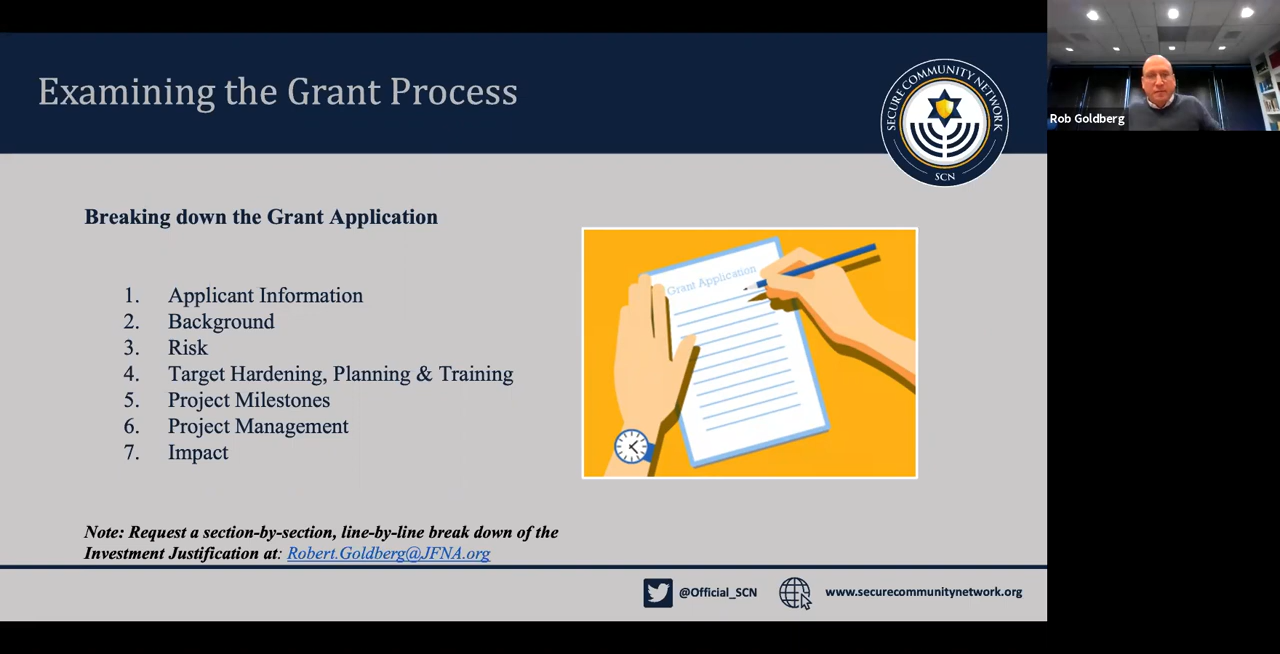 Examining the Grant Process
SECURE COMMUNITY NETWORK
SCN
Rob Goldberg
Breaking down the Grant Application
1. Applicant Information
2. Background
3. Risk
4. Target Hardening, Planning & Training
5. Project Milestones
6. Project Management
7. Impact
Grant Application
Note: Request a section-by-section, line-by-line break down of the
Investment Justification at: Robert.Goldberg@JFNA.org
@Official_SCN
www.securecommunitynetwork.org